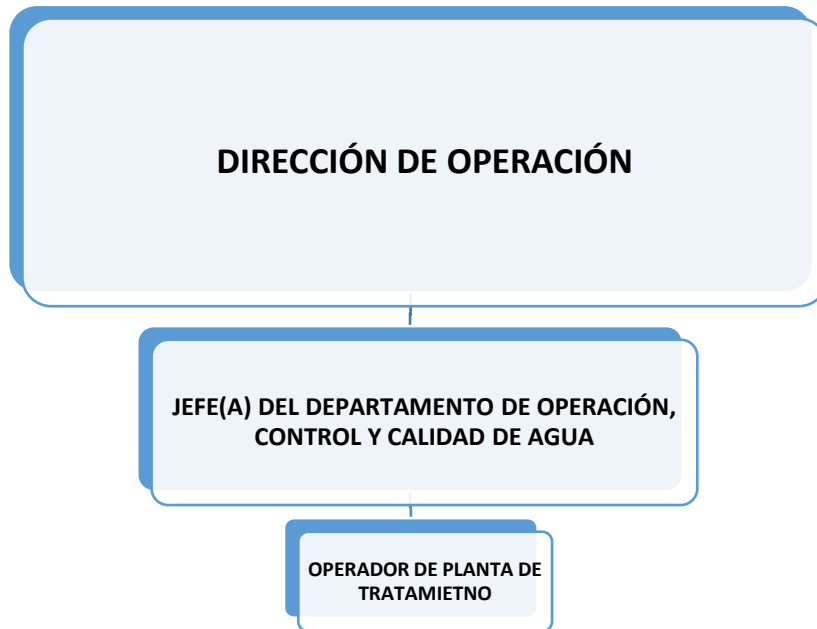 DIRECCIÓN DE OPERACIÓN
JEFE(A) DEL DEPARTAMENTO DE OPERACIÓN,
CONTROL Y CALIDAD DE AGUA
OPERADOR DE PLANTA DE
TRATAMIETNO